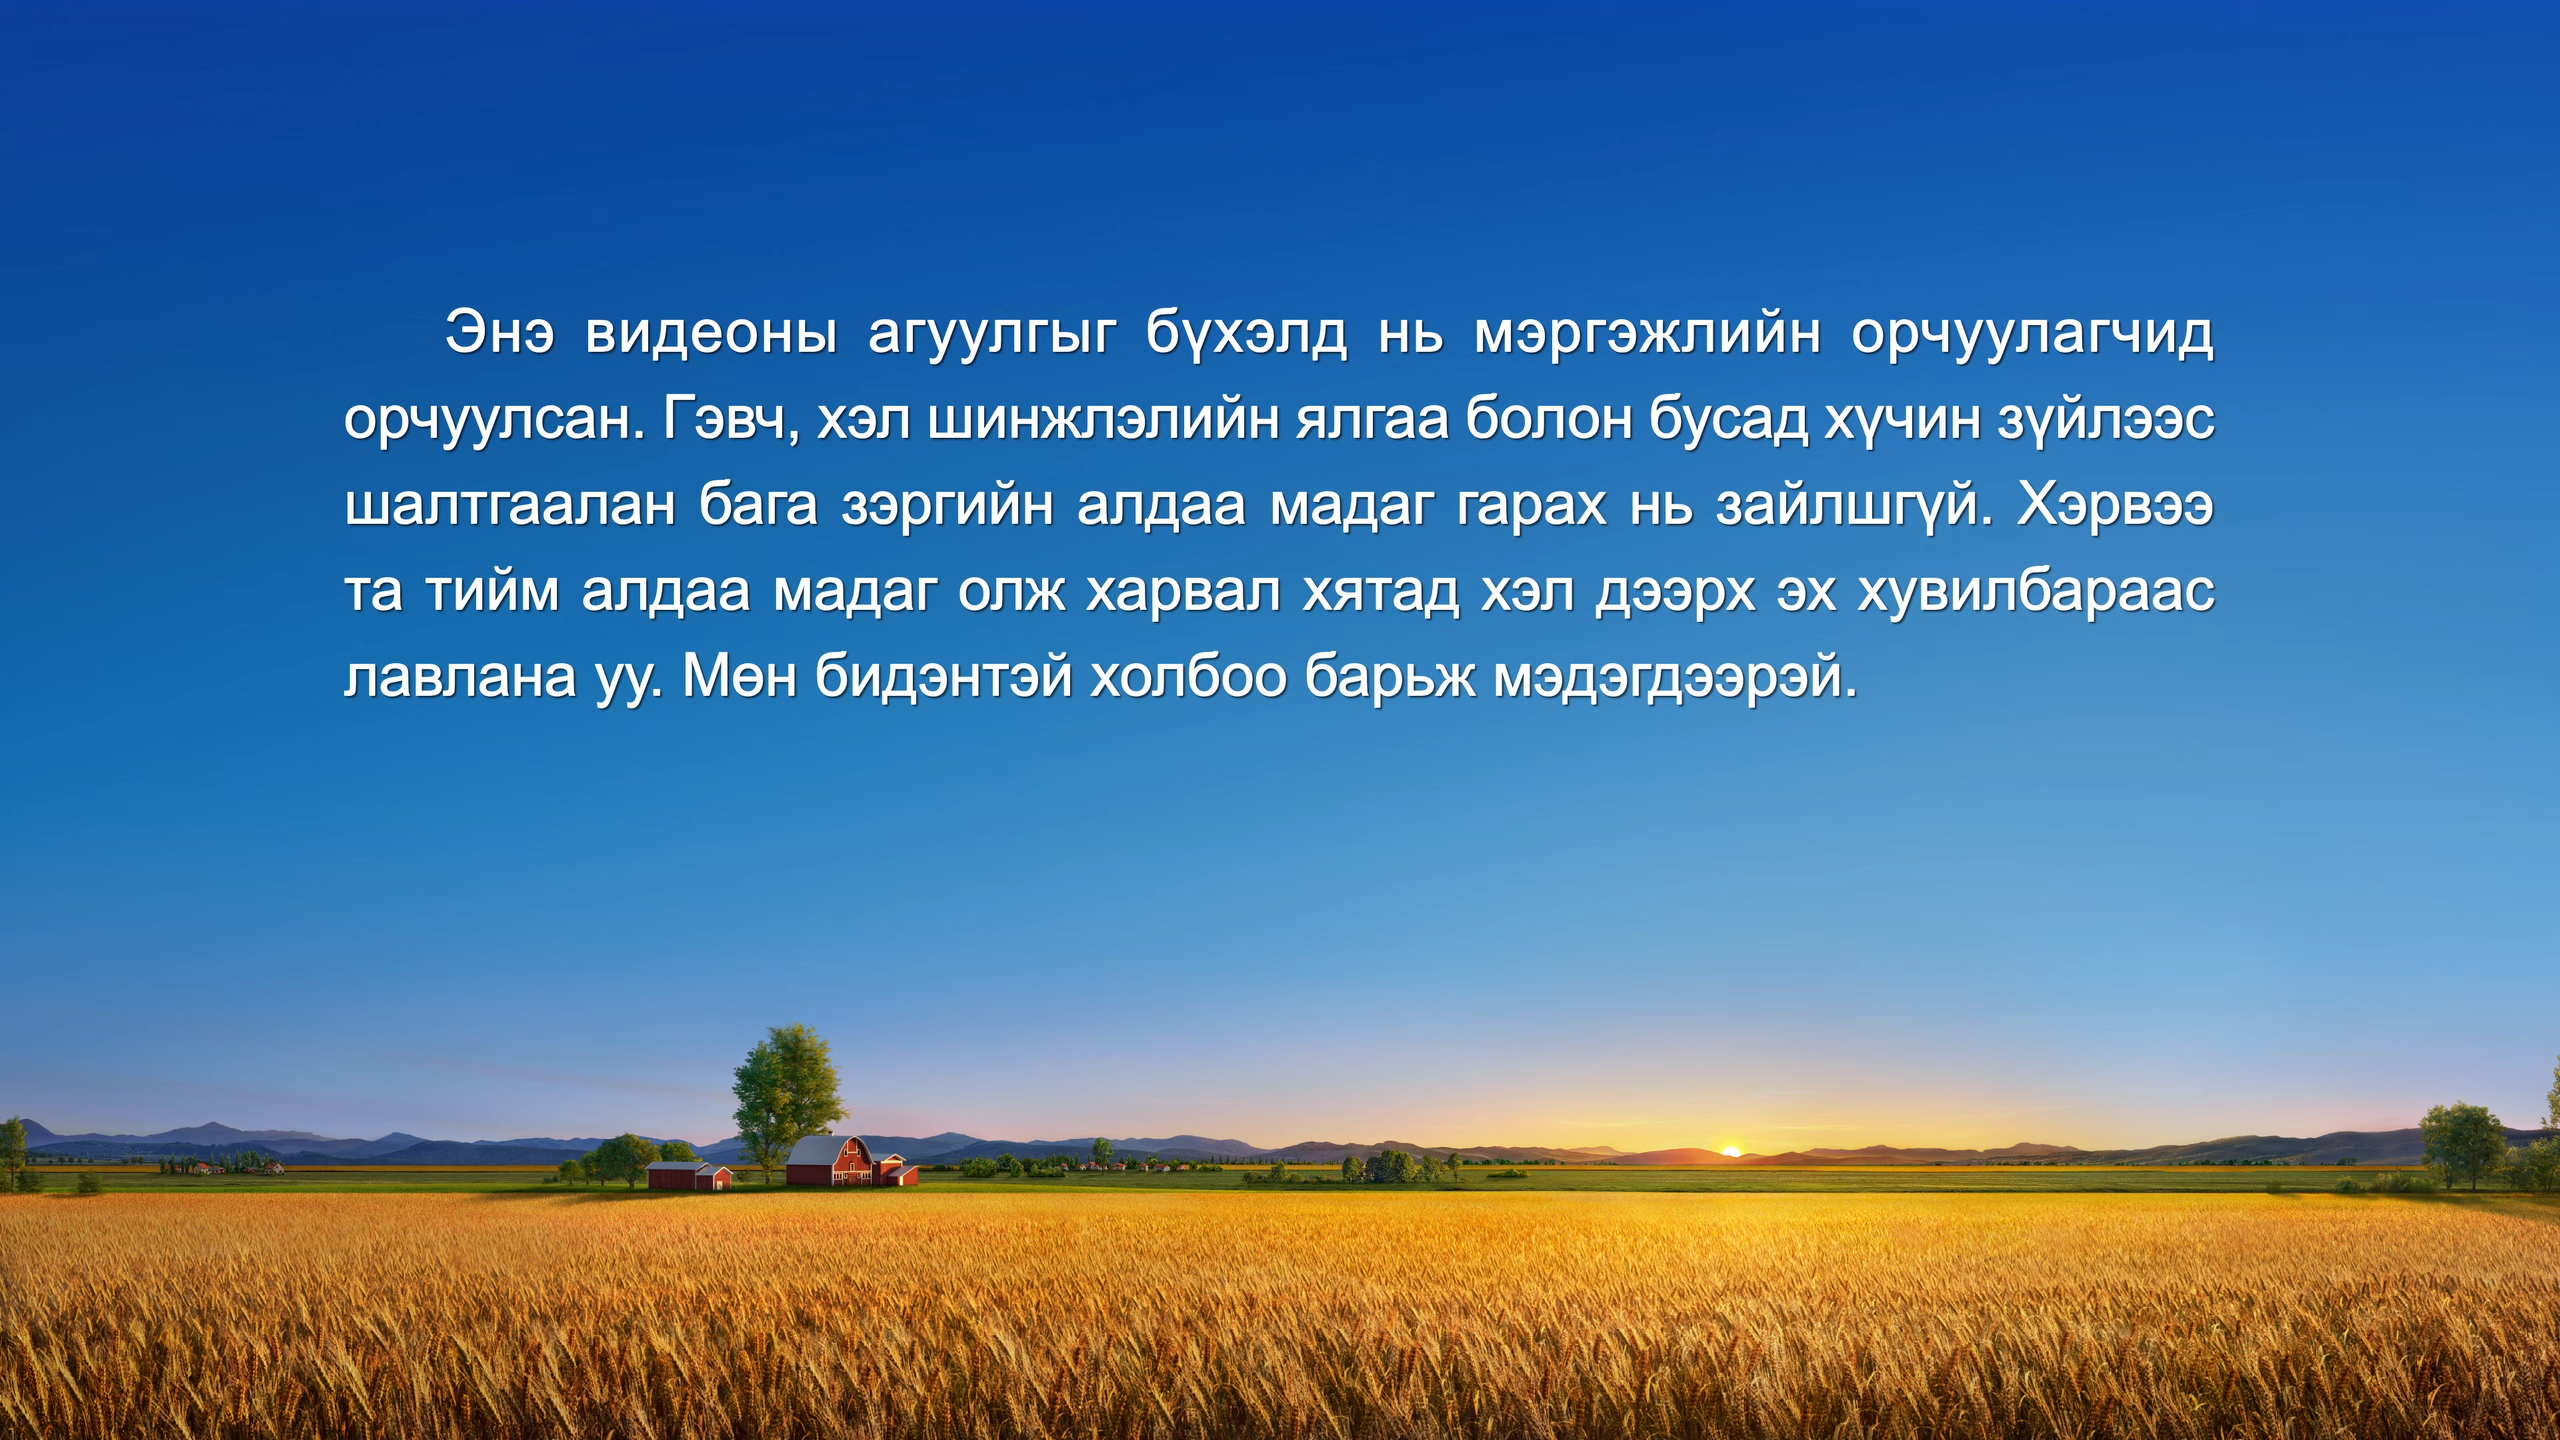 Энэ видеоны агуулгыг бүхэлд нь мэргэжлийн орчуулагчид
орчуулсан. Гэвч, хэл шинжлэлийн ялгаа болон бусад хүчин зүйлээс
шалтгаалан бага зэргийн алдаа мадаг гарах нь зайлшгүй. Хэрвээ
та тийм алдаа мадаг олж харвал хятад хэл дээрх эх хувилбараас
лавлана уу. Мөн бидэнтэй холбоо барьж мэдэгдээрэй.